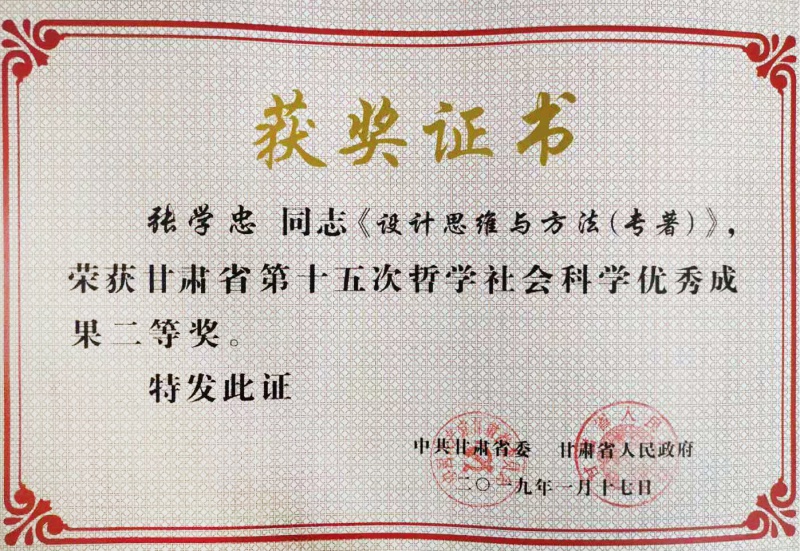 获奖证书
张学忠 同志《设计思维与方法(专著)》，
荣获甘肃省第十五次哲学社会科学优秀成
果二等奖。
特发此证
中共甘肃省委 甘肃省人民政府
二〇一九年一月十七日